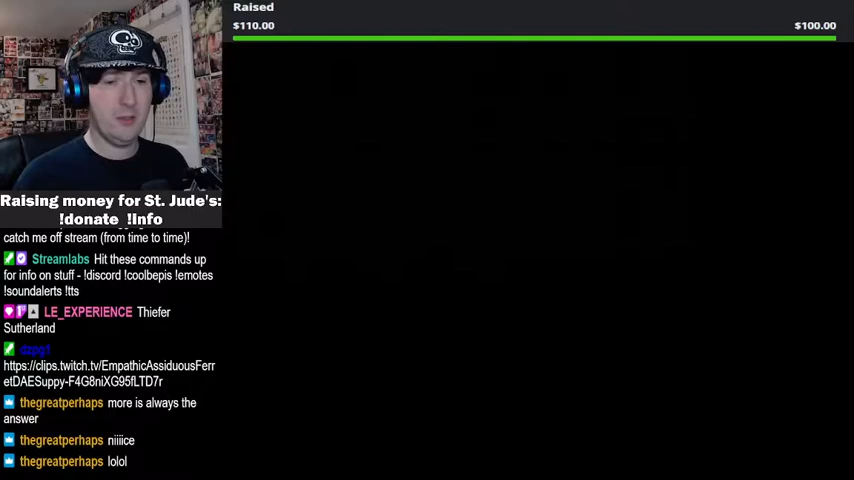 Raised
$110.00 $100.00
Raising money for St. Jude's:
!donate !Info
catch me off stream (from time to time)!
Streamlabs Hit these commands up
for info on stuff - !discord !coolbepis !emotes
!soundalerts !tts
LE_EXPERIENCE Thiefer
Sutherland
dzpg1
https://clips.twitch.tv/EmpathicAssiduousFerr
etDAESuppy-F4G8niXG95fLTD7r
thegreatperhaps more is always the
answer
thegreatperhaps niiiice
thegreatperhaps lolol